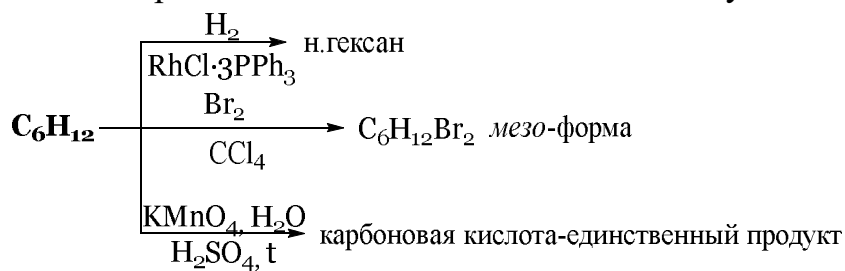 H₂
н.гексан
RhCl·3PPh₃
Br₂
C₆H₁₂
C₆H₁₂Br₂ мезо-форма
CCl₄
KMnO₄, H₂O
карбоновая кислота-единственный продукт
H₂SO₄, t